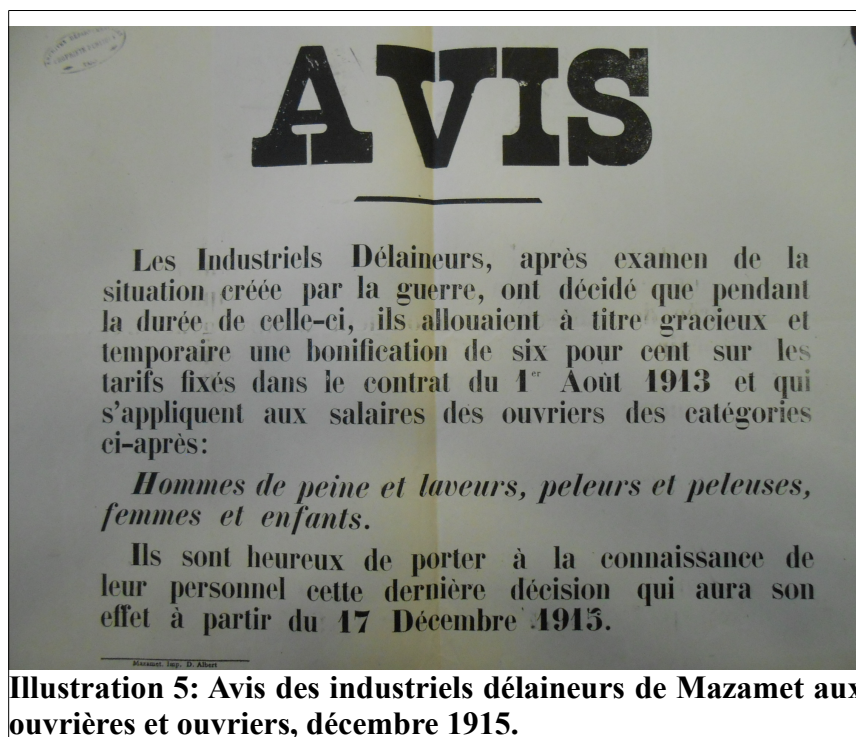 AVIS
Les Industriels Délaineurs, après examen de la
situation créée par la guerre, ont décidé que pendant
la durée de celle-ci, ils allouaient à titre gracieux et
temporaire une bonification de six pour cent sur les
tarifs fixés dans le contrat du 1er Août 1913 et qui
s'appliquent aux salaires des ouvriers des catégories
ci-après:
Hommes de peine et laveurs, peleurs et peleuses,
femmes et enfants.
Ils sont heureux de porter à la connaissance de
leur personnel cette dernière décision qui aura son
effet à partir du 17 Décembre 1915.
Mazamet. Imp. D. Albert
Illustration 5: Avis des industriels délaineurs de Mazamet aux
ouvrières et ouvriers, décembre 1915.